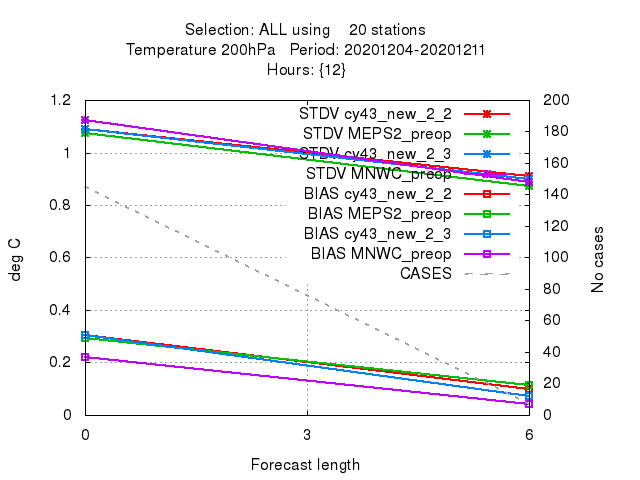 Selection: ALL using 20 stations
Temperature 200hPa Period: 20201204-20201211
Hours: {12}
1.2
1
0.8
0.6
0.4
0.2
0
deg C
STDV cy43_new_2_2
STDV MEPS2_preop
STDV cy43_new_2_3
STDV MNWC_preop
BIAS cy43_new_2_2
BIAS MEPS2_preop
BIAS cy43_new_2_3
BIAS MNWC_preop
CASES
200
180
160
140
120
100
80
60
40
20
0
No cases
0 3 6
Forecast length